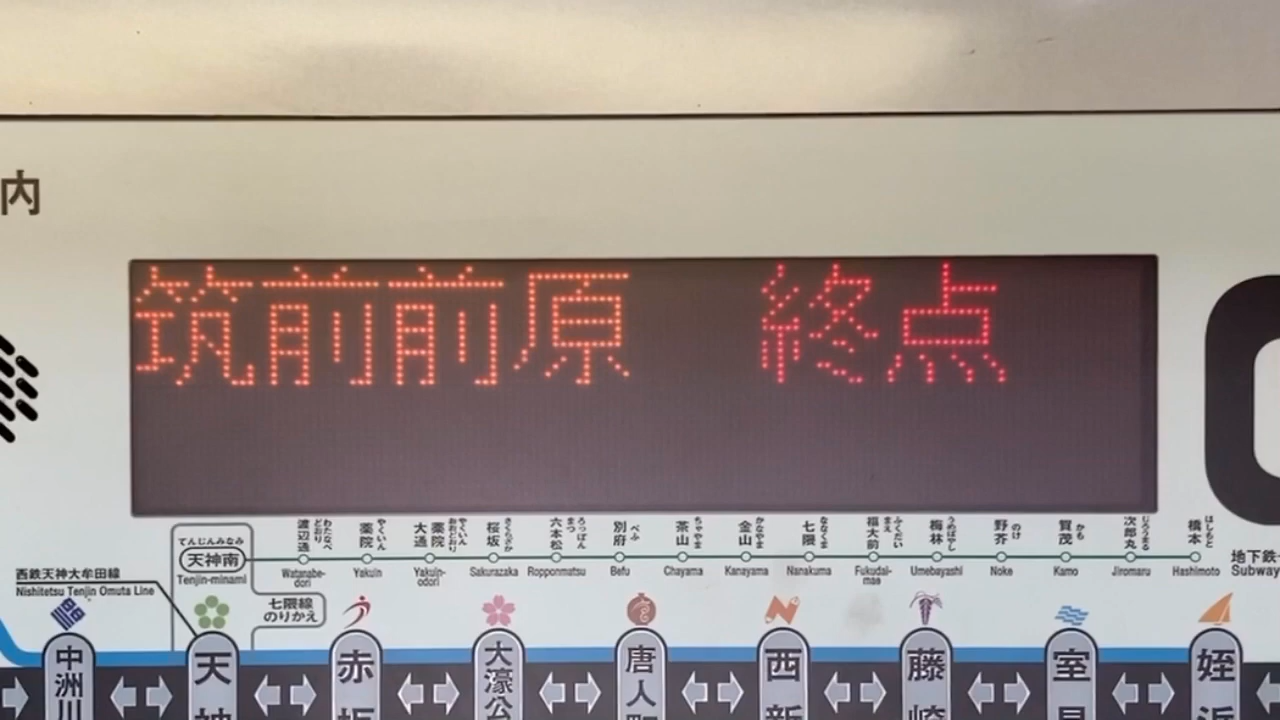 内
筑前前原 終点
てんじんみなみ
天神南
Tenjin-minami
わたなべどおり
渡辺通
Watanabe-dori
やくいん
薬院
Yakuin
やくいんおおどおり
薬院大通
Yakuin-odori
さくらざか
桜坂
Sakurazaka
ろっぽんまつ
六本松
Ropponmatsu
べふ
別府
Befu
ちゃやま
茶山
Chayama
かなやま
金山
Kanayama
ななくま
七隈
Nanakuma
ふくだいまえ
福大前
Fukudai-mae
うめばやし
梅林
Umebayashi
のけ
野芥
Noke
かも
賀茂
Kamo
じろうまる
次郎丸
Jiromaru
はしもと
橋本
Hashimoto
地下鉄
Subway
西鉄天神大牟田線
Nishitetsu Tenjin Omuta Line
七隈線
のりかえ
中洲川
天神
赤坂
大濠公
唐人町
西新
藤崎
室見
姪浜